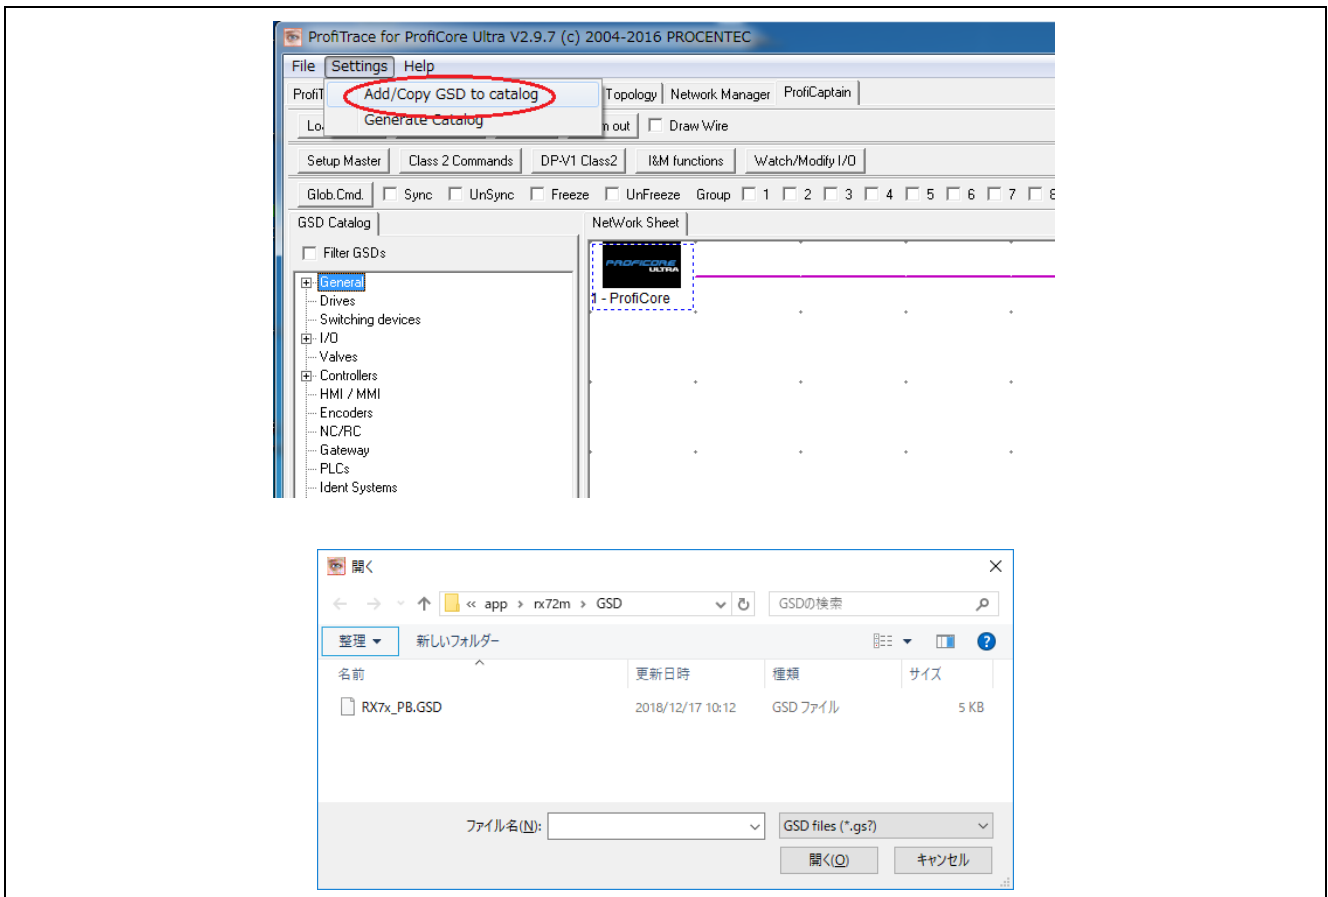 ProfiTrace for ProfiCore Ultra V2.9.7 (c) 2004-2016 PROCENTEC
File Settings Help
Add/Copy GSD to catalog
Generate Catalog
Topology Network Manager ProfiCaptain
out Draw Wire
Setup Master Class 2 Commands DP-V1 Class2 I&M functions Watch/Modify I/O
Glob.Cmd. Sync UnSync Freeze UnFreeze Group 1 2 3 4 5 6 7 8
GSD Catalog NetWork Sheet
Filter GSDs
PROFICORE
ULTRA
1 - ProfiCore
General
Drives
Switching devices
I/O
Valves
Controllers
HMI / MMI
Encoders
NC/RC
Gateway
PLCs
Ident Systems
開く
« app › rx72m › GSD GSDの検索
整理 新しいフォルダー
名前 更新日時 種類 サイズ
RX7x_PB.GSD 2018/12/17 10:12 GSD ファイル 5 KB
ファイル名(N): GSD files (*.gs?)
開く(O) キャンセル